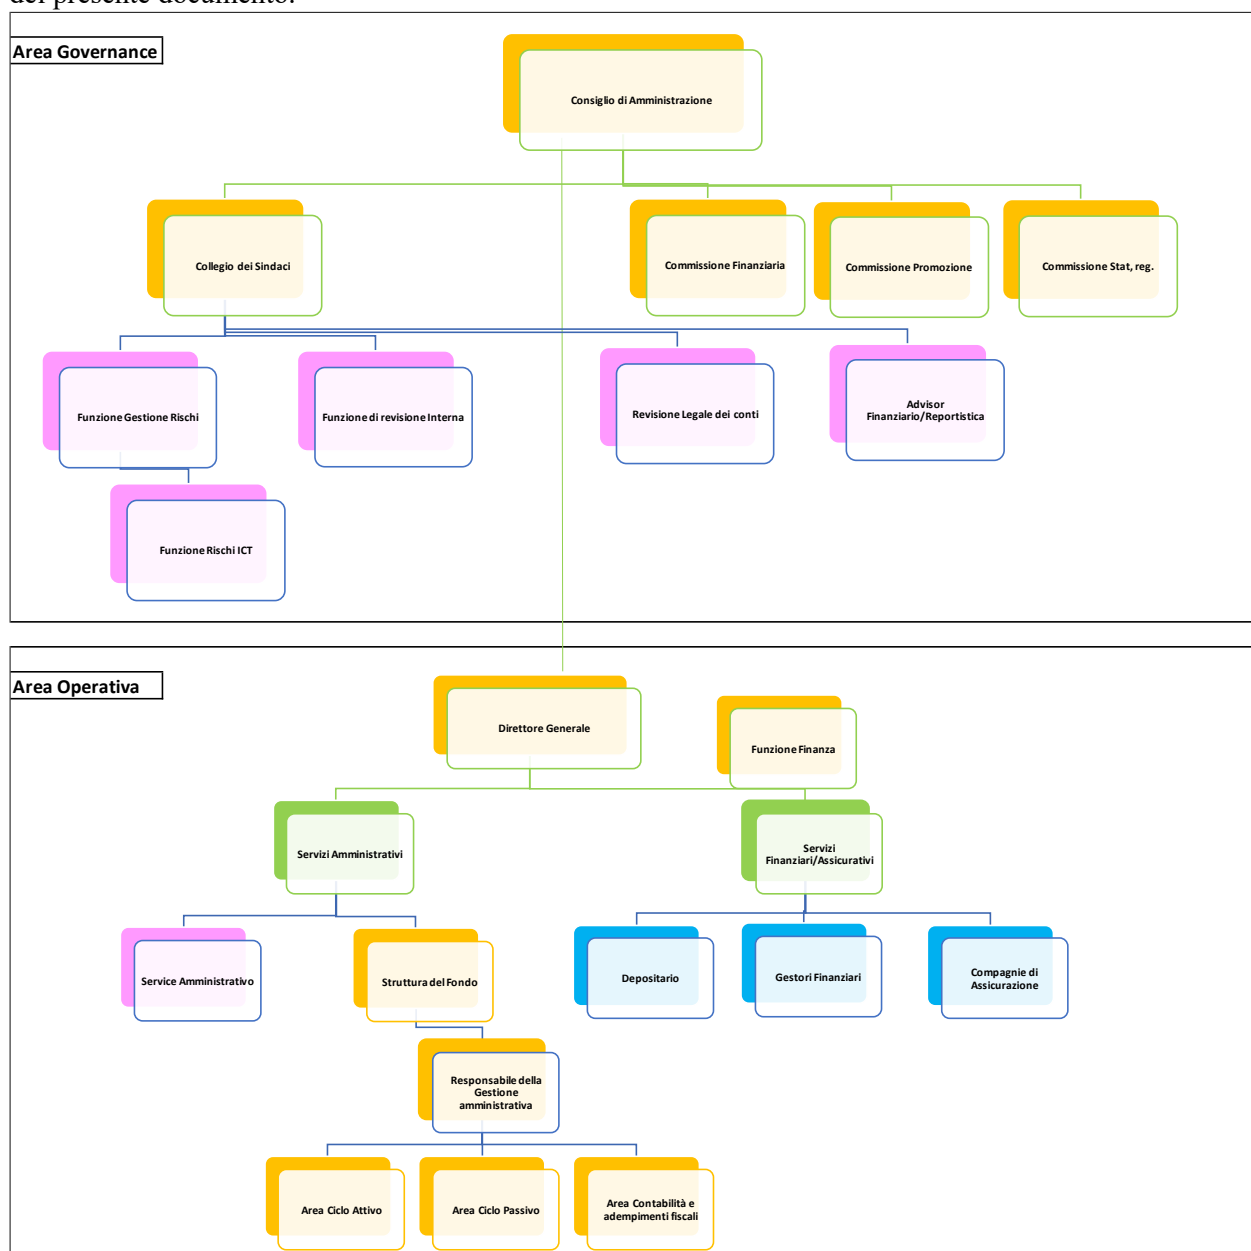 del presente documento.
Area Governance
Consiglio di Amministrazione
Collegio dei Sindaci
Commissione Finanziaria
Commissione Promozione
Commissione Stat, reg.
Funzione Gestione Rischi
Funzione di revisione Interna
Revisione Legale dei conti
Advisor
Finanziario/Reportistica
Funzione Rischi ICT
Area Operativa
Direttore Generale
Funzione Finanza
Servizi Amministrativi
Servizi
Finanziari/Assicurativi
Service Amministrativo
Struttura del Fondo
Depositario
Gestori Finanziari
Compagnie di
Assicurazione
Responsabile della
Gestione
amministrativa
Area Ciclo Attivo
Area Ciclo Passivo
Area Contabilità e
adempimenti fiscali